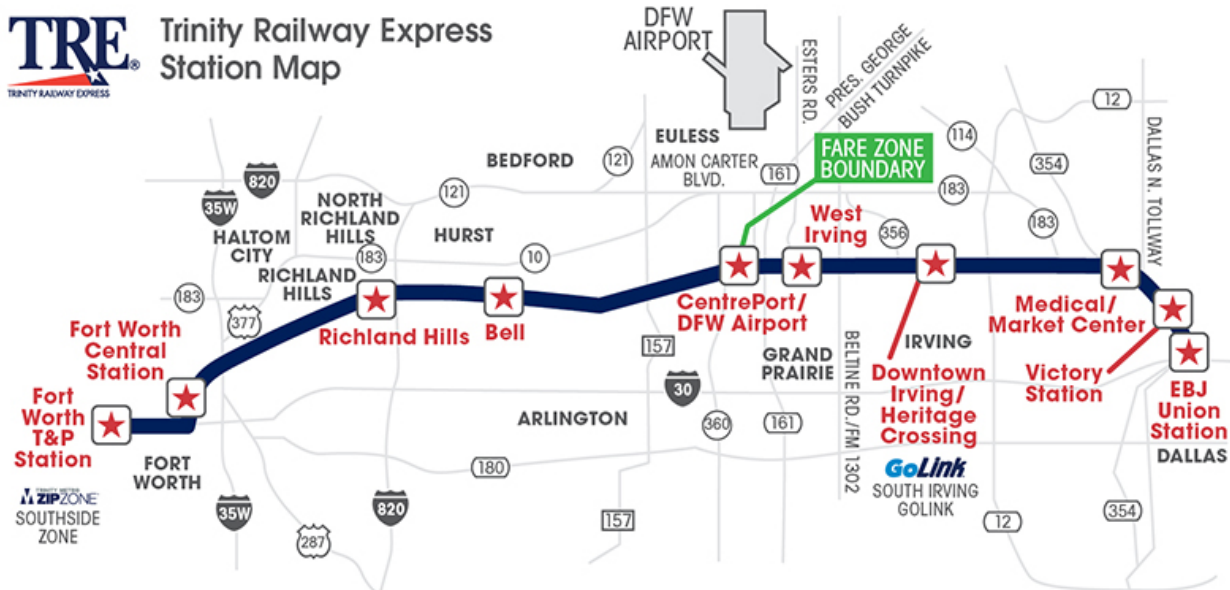 TRE®
TRINITY RAILWAY EXPRESS
Trinity Railway Express
Station Map
DFW
AIRPORT
ESTERS RD.
PRES. GEORGE
BUSH TURNPIKE
12
DALLAS N. TOLLWAY
EULESS
BEDFORD
121
AMON CARTER
BLVD.
161
FARE ZONE
BOUNDARY
114
354
820
35W
121
183
183
NORTH
RICHLAND
HILLS
HURST
HALTOM
CITY
183
10
West
Irving
356
RICHLAND
HILLS
183
377
Richland Hills
Bell
CentrePort/
DFW Airport
Medical/
Market Center
Fort Worth
Central
Station
157
GRAND
PRAIRIE
BELTINE RD./FM 1302
IRVING
Downtown
Irving/
Heritage
Crossing
Victory
Station
EBJ
Union
Station
DALLAS
30
Fort
Worth
T&P
Station
ARLINGTON
360
161
FORT
WORTH
180
GoLink
SOUTH IRVING
GOLINK
TRINITY METRO
ZIPZONE
SOUTHSIDE
ZONE
35W
820
157
12
354
287